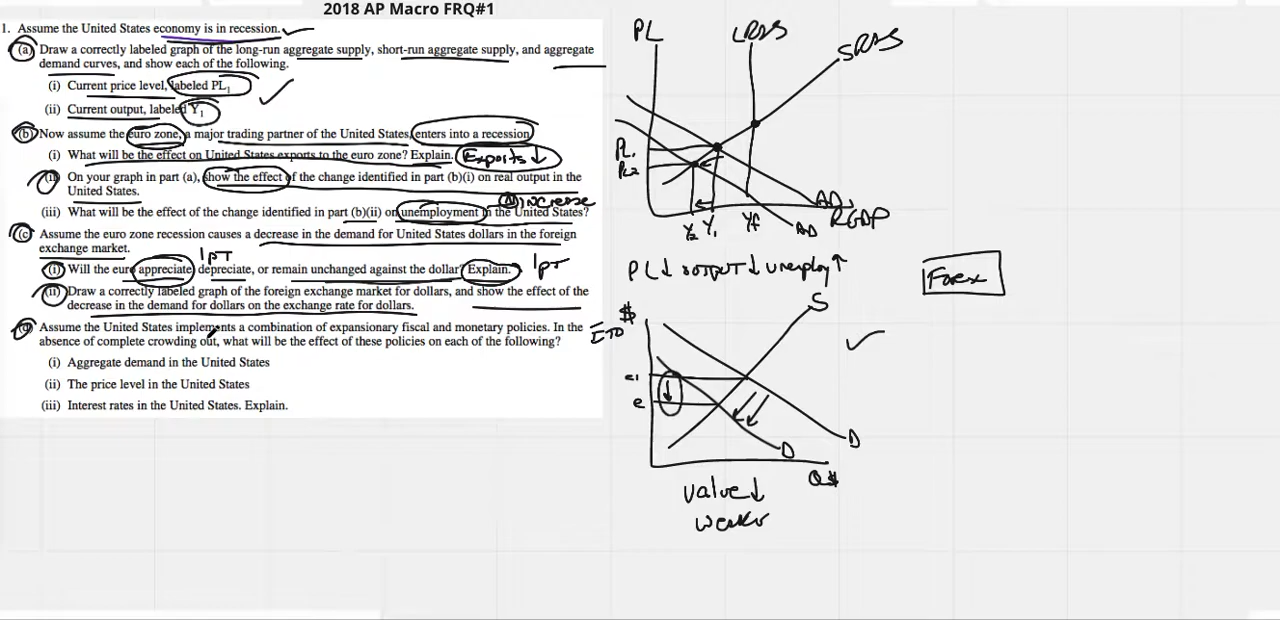 2018 AP Macro FRQ#1
1. Assume the United States economy is in recession.
(a) Draw a correctly labeled graph of the long-run aggregate supply, short-run aggregate supply, and aggregate
demand curves, and show each of the following.
(i) Current price level, labeled PL1
(ii) Current output, labeled Y1
(b) Now assume the euro zone, a major trading partner of the United States, enters into a recession.
(i) What will be the effect on United States exports to the euro zone? Explain.
Exports ↓
(ii) On your graph in part (a), show the effect of the change identified in part (b)(i) on real output in the
United States.
increase
(iii) What will be the effect of the change identified in part (b)(ii) on unemployment in the United States?
(c) Assume the euro zone recession causes a decrease in the demand for United States dollars in the foreign
exchange market.
1pt
(i) Will the euro appreciate, depreciate, or remain unchanged against the dollar? Explain.
1pt
(ii) Draw a correctly labeled graph of the foreign exchange market for dollars, and show the effect of the
decrease in the demand for dollars on the exchange rate for dollars.
(d) Assume the United States implements a combination of expansionary fiscal and monetary policies. In the
absence of complete crowding out, what will be the effect of these policies on each of the following?
(i) Aggregate demand in the United States
(ii) The price level in the United States
(iii) Interest rates in the United States. Explain.
PL
LRAS
SRAS
PL1
PL2
Y2
Y1
Yf
AD
AD
RGDP
PL↓ output ↓ unemploy ↑
Forex
$
S
e1
e
D
D
Q$
Value↓
weaker